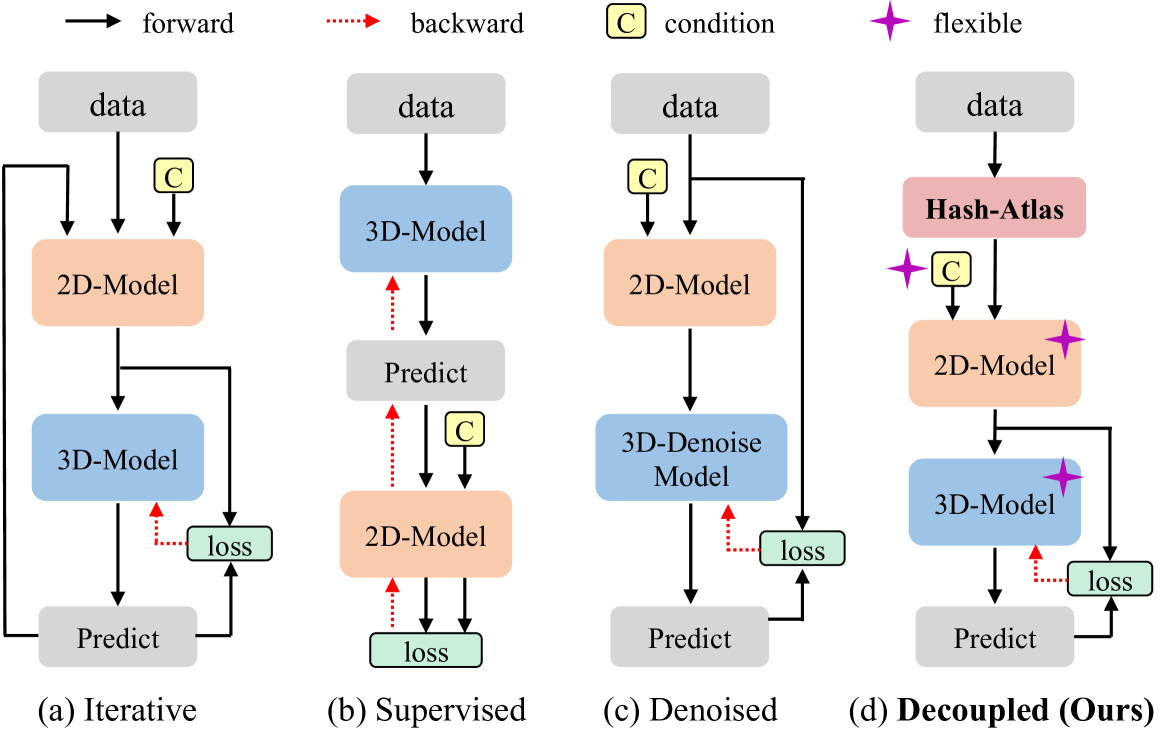 forward
backward
C condition
flexible
data
C
2D-Model
3D-Model
loss
Predict
(a) Iterative
data
3D-Model
Predict
C
2D-Model
loss
(b) Supervised
data
C
2D-Model
3D-Denoise
Model
loss
Predict
(c) Denoised
data
Hash-Atlas
C
2D-Model
3D-Model
loss
Predict
(d) Decoupled (Ours)